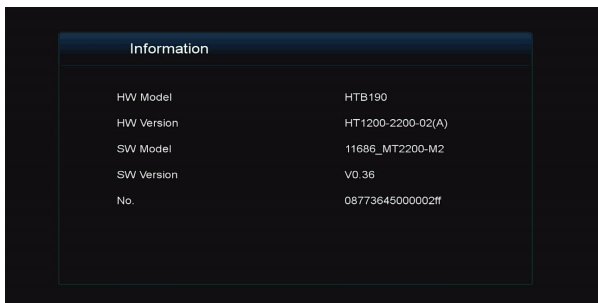 Information
HW Model HTB190
HW Version HT1200-2200-02(A)
SW Model 11686_MT2200-M2
SW Version V0.36
No. 08773645000002ff